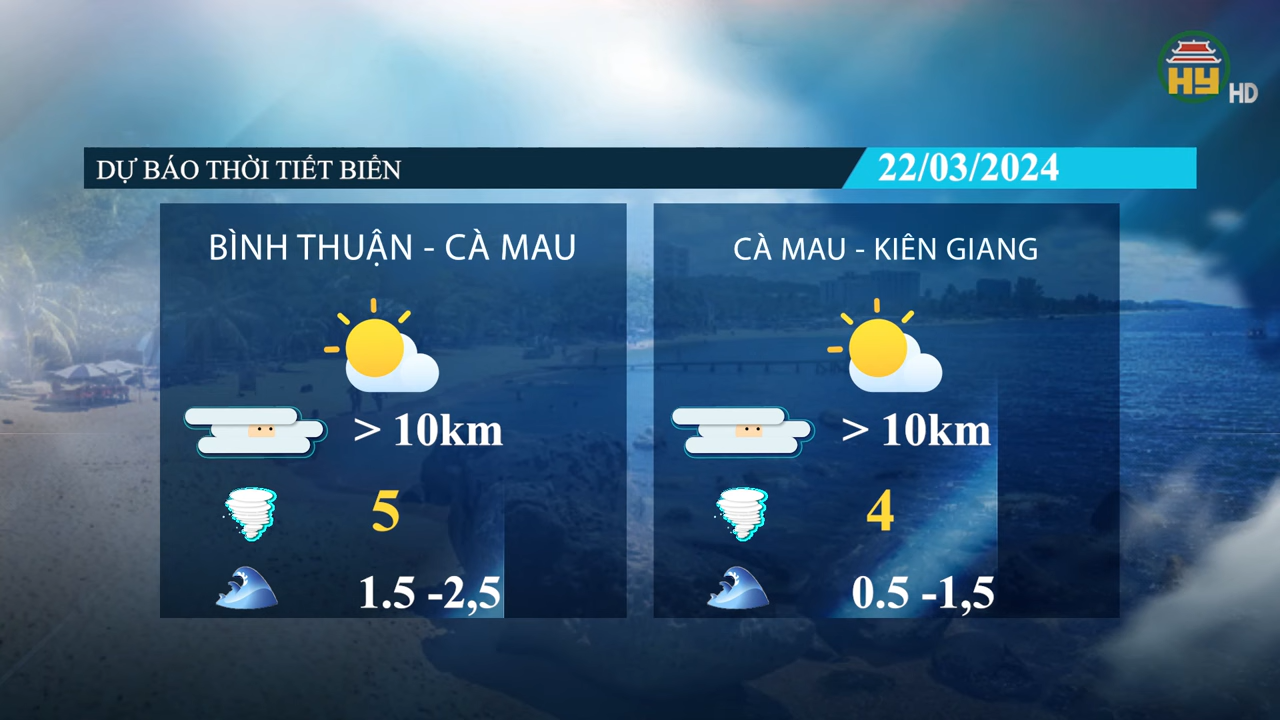 HY HD
DỰ BÁO THỜI TIẾT BIỂN
22/03/2024
BÌNH THUẬN - CÀ MAU
> 10km
5
1.5 -2,5
CÀ MAU - KIÊN GIANG
> 10km
4
0.5 -1,5